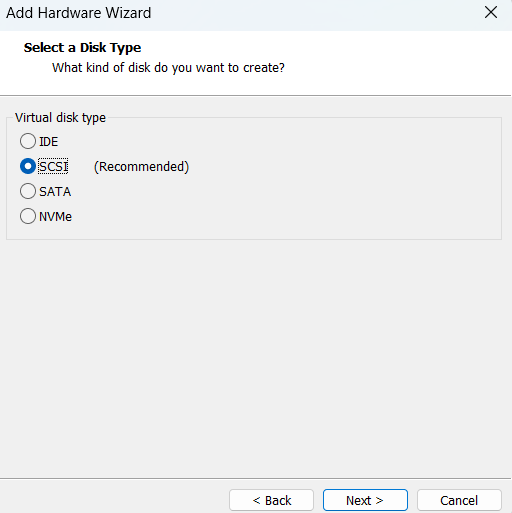 Add Hardware Wizard
Select a Disk Type
What kind of disk do you want to create?
Virtual disk type
IDE
SCSI (Recommended)
SATA
NVMe
< Back Next > Cancel